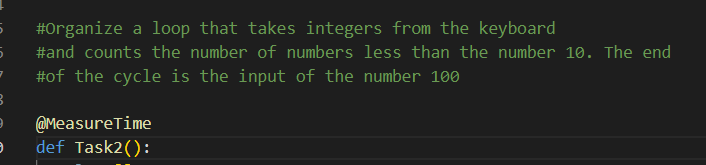 #Organize a loop that takes integers from the keyboard
#and counts the number of numbers less than the number 10. The end
#of the cycle is the input of the number 100
@MeasureTime
def Task2():